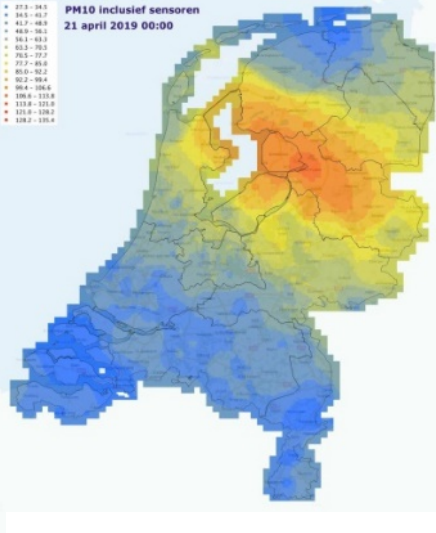 PM10 inclusief sensoren
21 april 2019 00:00
27.3 - 34.5
34.5 - 41.7
41.7 - 48.9
48.9 - 56.1
56.1 - 63.3
63.3 - 70.5
70.5 - 77.7
77.7 - 85.0
85.0 - 92.2
92.2 - 99.4
99.4 - 106.6
106.6 - 113.8
113.8 - 121.0
121.0 - 128.2
128.2 - 135.4